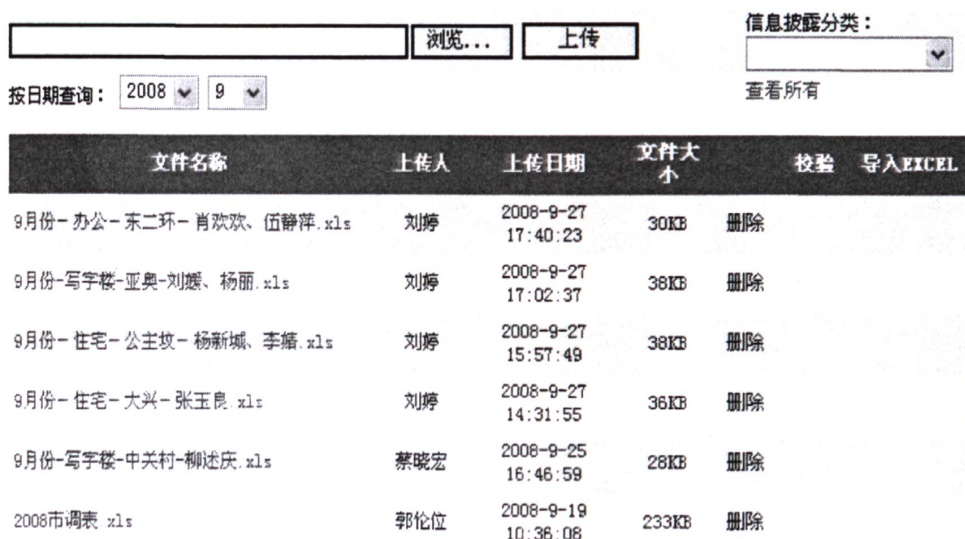 浏览... 上传
信息披露分类：
按日期查询： 2008 9
查看所有
文件名称 上传人 上传日期 文件大小 校验 导入EXCEL
9月份-办公-东二环-肖欢欢、伍静萍.xls 刘婷 2008-9-27 17:40:23 30KB 删除
9月份-写字楼-亚奥-刘媛、杨丽.xls 刘婷 2008-9-27 17:02:37 38KB 删除
9月份-住宅-公主坟-杨新城、李.xls 刘婷 2008-9-27 15:57:49 38KB 删除
9月份-住宅-大兴-张玉良.xls 刘婷 2008-9-27 14:31:55 36KB 删除
9月份-写字楼-中关村-柳述庆.xls 蔡晓宏 2008-9-25 16:46:59 28KB 删除
2008市调表.xls 郭伦位 2008-9-19 10:36:08 233KB 删除